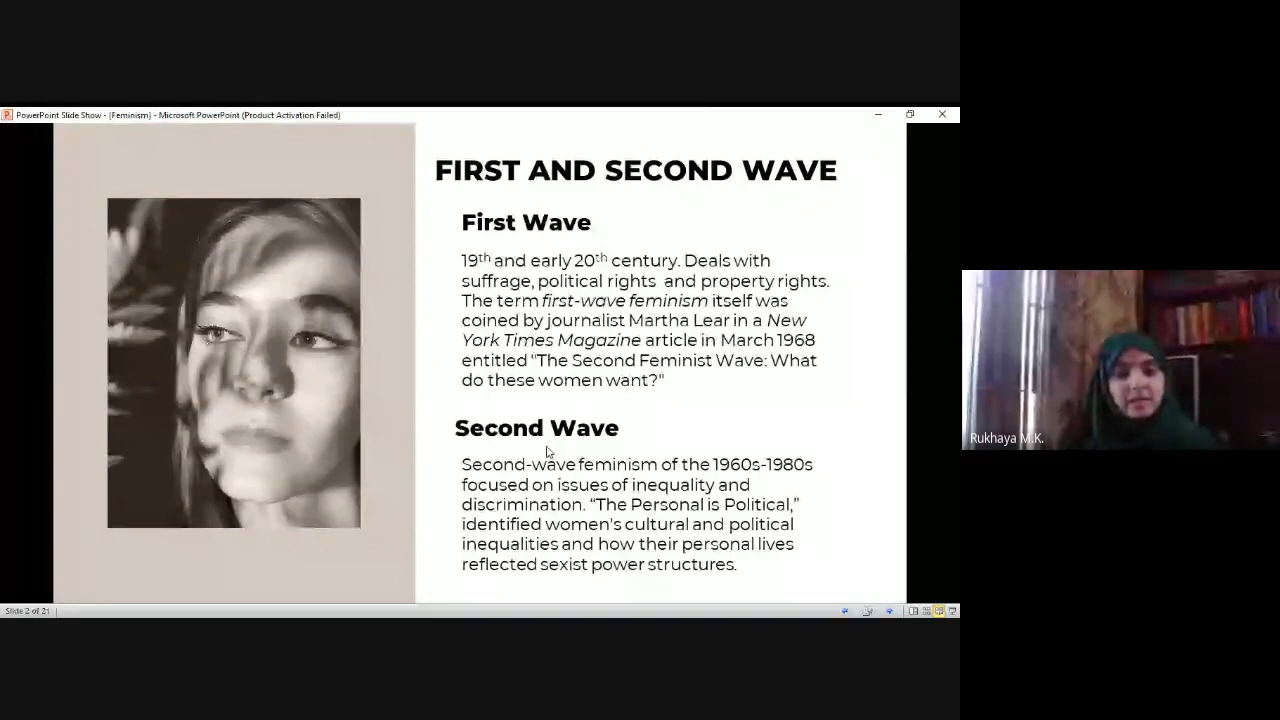 PowerPoint Slide Show - [Feminism] - Microsoft PowerPoint (Product Activation Failed)
FIRST AND SECOND WAVE
First Wave
19th and early 20th century. Deals with
suffrage, political rights and property rights.
The term first-wave feminism itself was
coined by journalist Martha Lear in a New
York Times Magazine article in March 1968
entitled "The Second Feminist Wave: What
do these women want?"
Second Wave
Second-wave feminism of the 1960s-1980s
focused on issues of inequality and
discrimination. “The Personal is Political,”
identified women's cultural and political
inequalities and how their personal lives
reflected sexist power structures.
Rukhaya M.K.
Slide 2 of 21